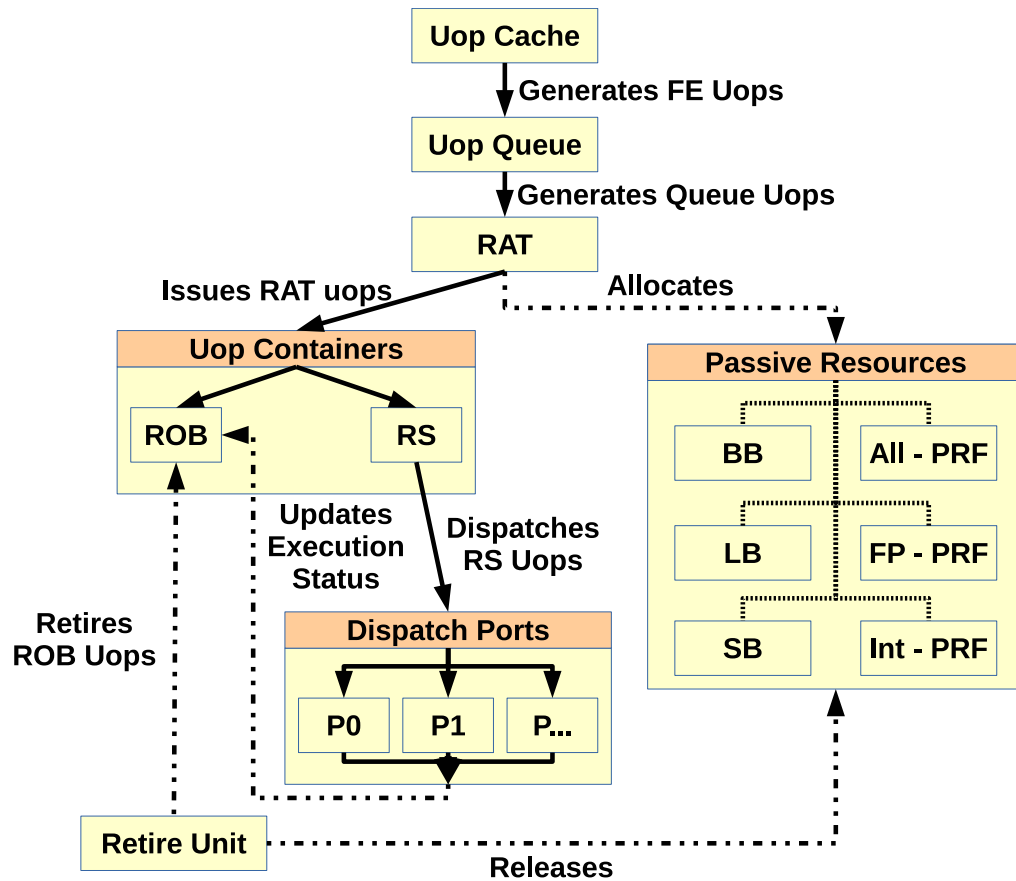 Uop Cache
Generates FE Uops
Uop Queue
Generates Queue Uops
RAT
Issues RAT uops
Allocates
Uop Containers
ROB
RS
Passive Resources
BB
All - PRF
LB
FP - PRF
SB
Int - PRF
Updates
Execution
Status
Dispatches
RS Uops
Retires
ROB Uops
Dispatch Ports
P0
P1
P...
Retire Unit
Releases